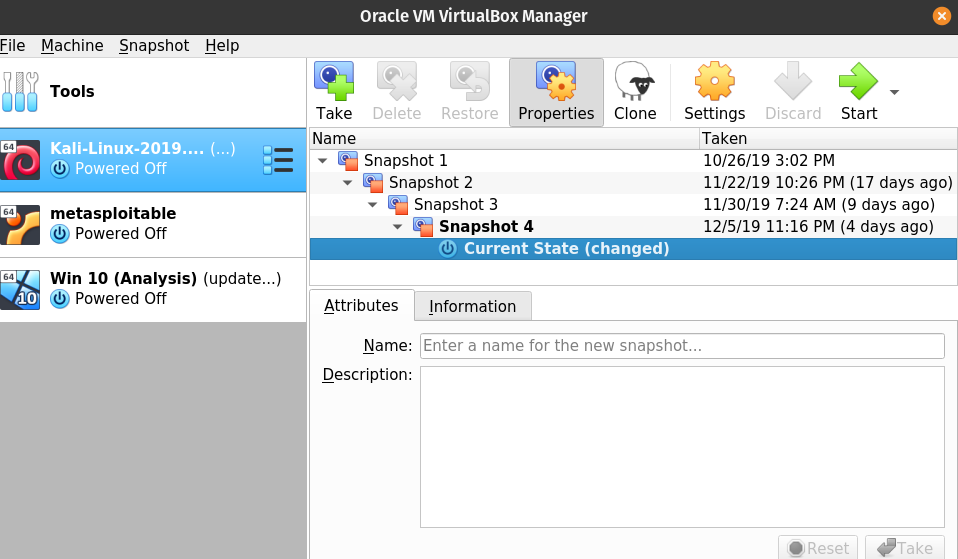 Oracle VM VirtualBox Manager
File Machine Snapshot Help
Tools
64 Kali-Linux-2019.... (...)
Powered Off
metasploitable
64
Powered Off
64 Win 10 (Analysis) (update...)
10 Powered Off
Take Delete Restore Properties Clone Settings Discard Start
Name Taken
Snapshot 1 10/26/19 3:02 PM
Snapshot 2 11/22/19 10:26 PM (17 days ago)
Snapshot 3 11/30/19 7:24 AM (9 days ago)
Snapshot 4 12/5/19 11:16 PM (4 days ago)
Current State (changed)
Attributes Information
Name: Enter a name for the new snapshot...
Description:
Reset Take